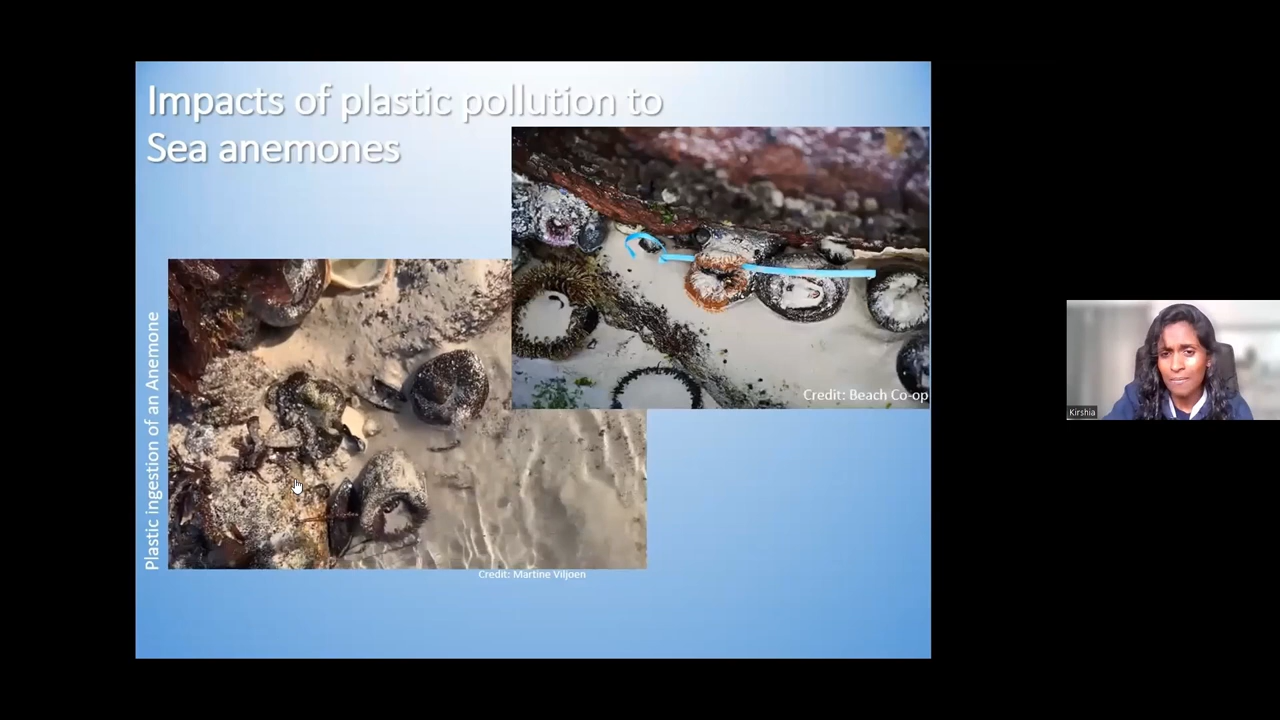 Impacts of plastic pollution to
Sea anemones
Credit: Beach Co-op
Plastic ingestion of an Anemone
Credit: Martine Viljoen
Kirshia